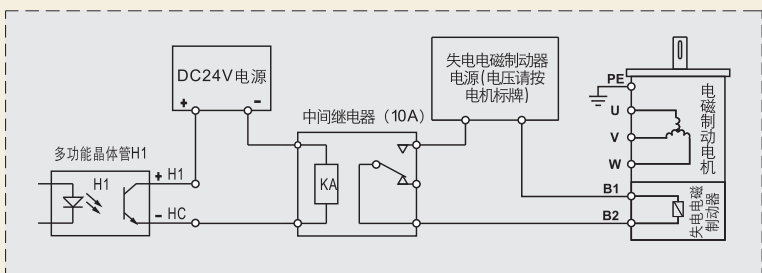 DC24V电源
+
-
中间继电器（10A）
失电电磁制动器
电源(电压请按
电机标牌)
多功能晶体管H1
H1
+ H1
- HC
KA
PE
U
V
W
B1
B2
电磁制动电机
失电电磁
制动器